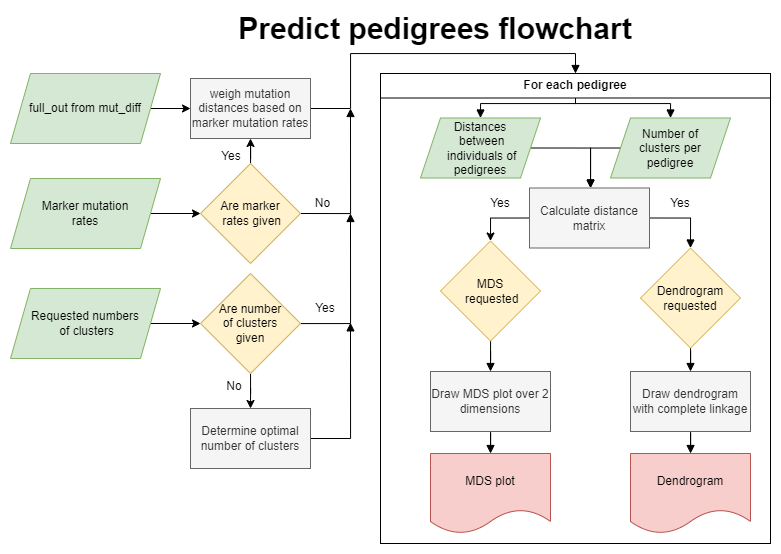 Predict pedigrees flowchart
full_out from mut_diff
weigh mutation
distances based on
marker mutation rates
Yes
Marker mutation
rates
Are marker
rates given
No
Requested numbers
of clusters
Are number
of clusters
given
Yes
No
Determine optimal
number of clusters
For each pedigree
Distances
between
individuals of
pedigrees
Number of
clusters per
pedigree
Calculate distance
matrix
Yes
Yes
MDS
requested
Dendrogram
requested
Draw MDS plot over 2
dimensions
Draw dendrogram
with complete linkage
MDS plot
Dendrogram